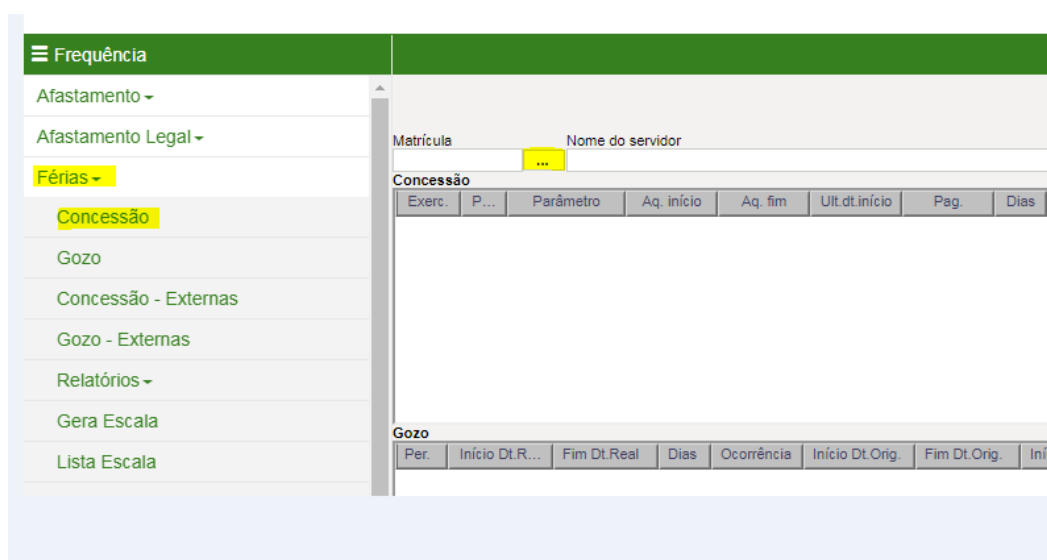 Frequência
Afastamento
Afastamento Legal
Férias
Concessão
Gozo
Concessão - Externas
Gozo - Externas
Relatórios
Gera Escala
Lista Escala
Matrícula Nome do servidor
...
Concessão
Exerc. P... Parâmetro Aq. início Aq. fim Ult.dt.início Pag. Dias
Gozo
Per. Início Dt.R... Fim Dt.Real Dias Ocorrência Início Dt.Orig. Fim Dt.Orig. Iní